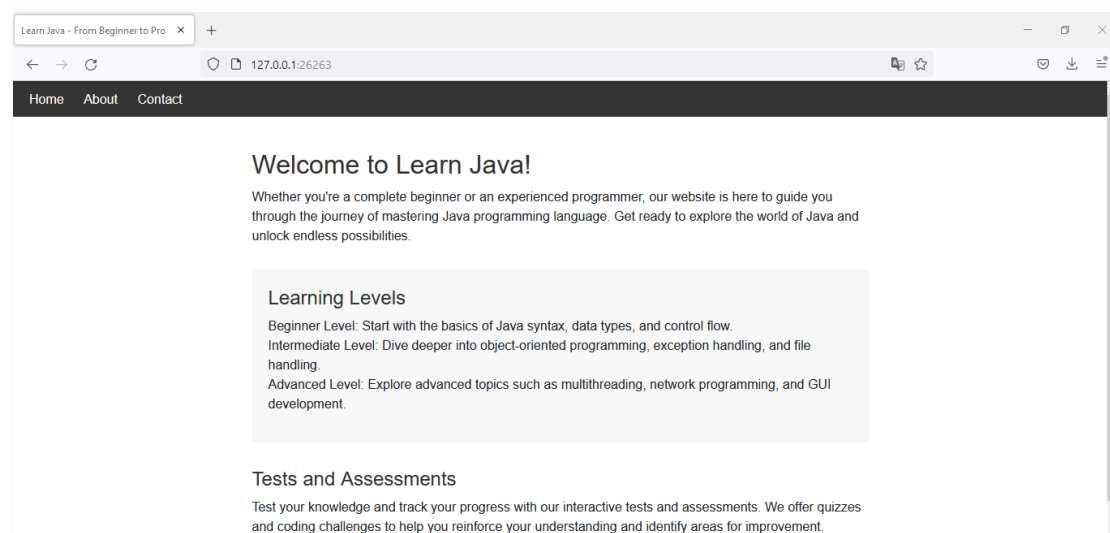 Learn Java - From Beginner to Pro
127.0.0.1:26263
Home About Contact
Welcome to Learn Java!
Whether you're a complete beginner or an experienced programmer, our website is here to guide you
through the journey of mastering Java programming language. Get ready to explore the world of Java and
unlock endless possibilities.
Learning Levels
Beginner Level: Start with the basics of Java syntax, data types, and control flow.
Intermediate Level: Dive deeper into object-oriented programming, exception handling, and file
handling.
Advanced Level: Explore advanced topics such as multithreading, network programming, and GUI
development.
Tests and Assessments
Test your knowledge and track your progress with our interactive tests and assessments. We offer quizzes
and coding challenges to help you reinforce your understanding and identify areas for improvement.